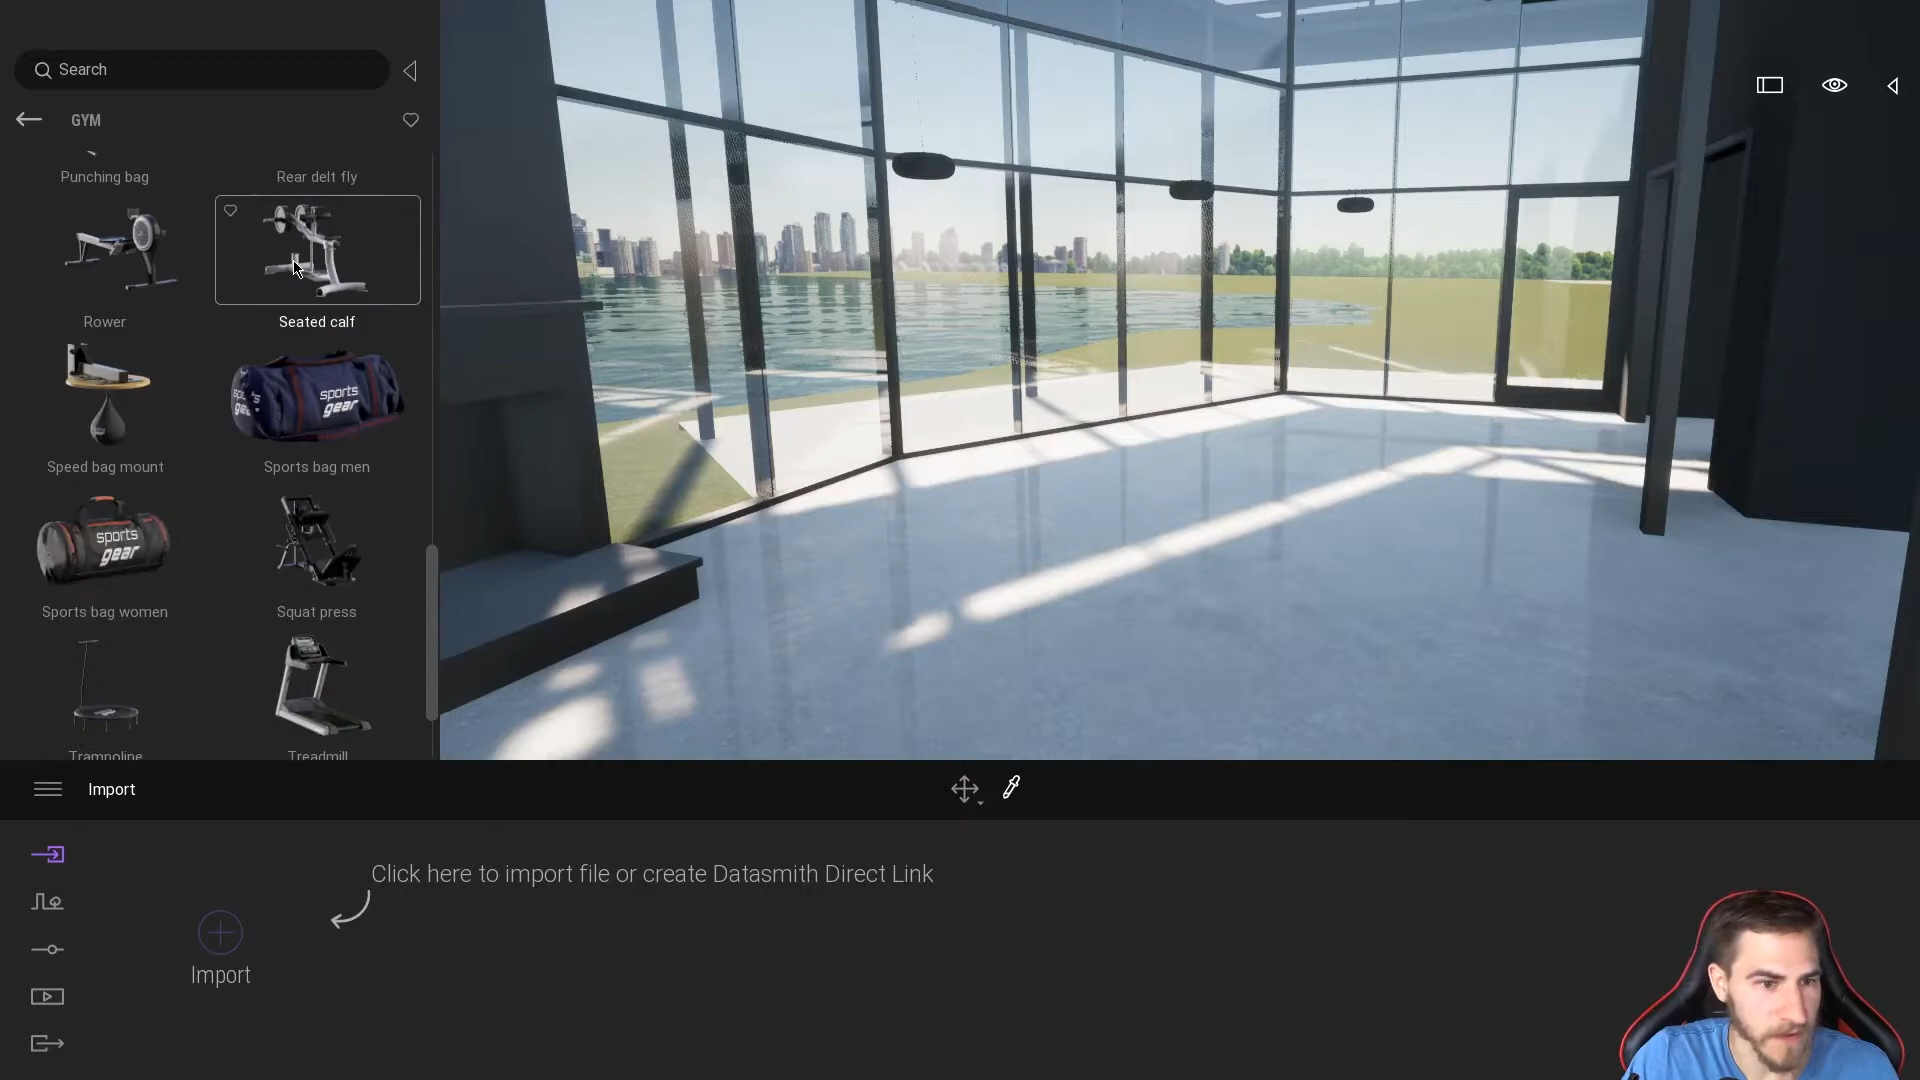 Search
GYM
Punching bag
Rear delt fly
Rower
Seated calf
sports
gear
Speed bag mount
Sports bag men
sports
gear
Sports bag women
Squat press
Trampoline
Treadmill
Import
Click here to import file or create Datasmith Direct Link
Import